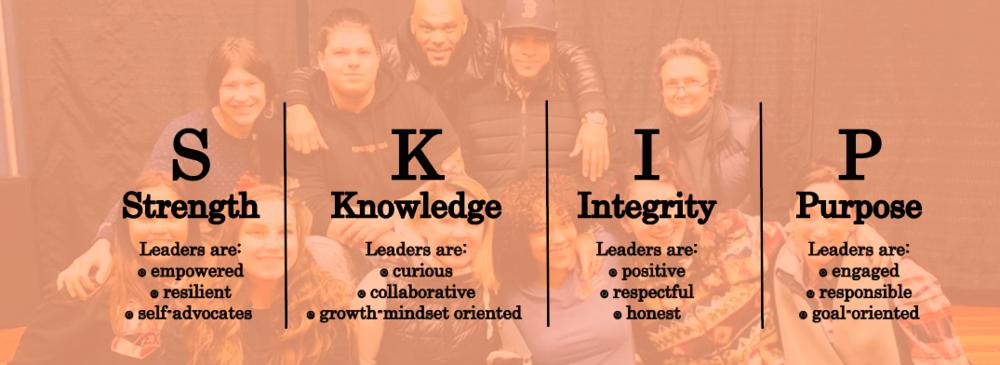 S
Strength
Leaders are:
empowered
resilient
self-advocates
K
Knowledge
Leaders are:
curious
collaborative
growth-mindset oriented
I
Integrity
Leaders are:
positive
respectful
honest
P
Purpose
Leaders are:
engaged
responsible
goal-oriented
B